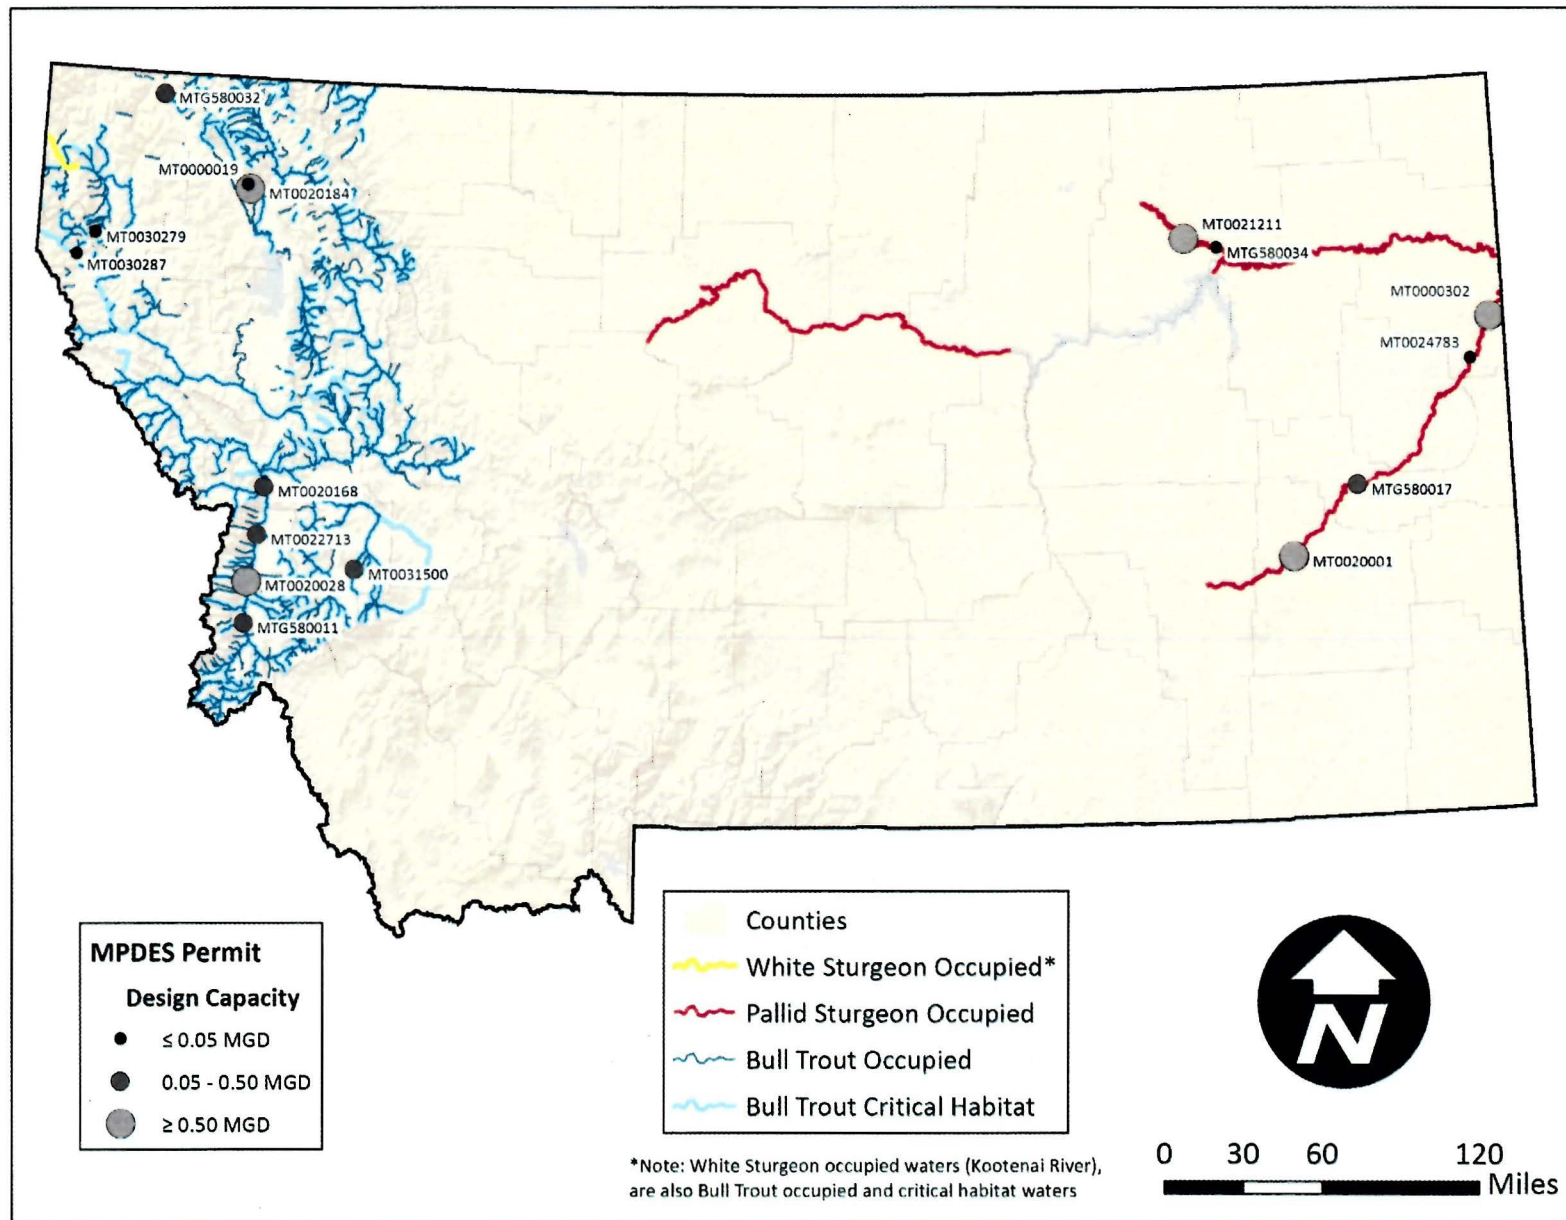 MTG580032
MT0000019
MT0020184
MT0030279
MT0030287
MT0021211
MTG580034
MT0000302
MT0024783
MTG580017
MT0020001
MT0020168
MT0022713
MT0031500
MT0020028
MTG580011
MPDES Permit
Design Capacity
≤ 0.05 MGD
0.05 - 0.50 MGD
≥ 0.50 MGD
Counties
White Sturgeon Occupied*
Pallid Sturgeon Occupied
Bull Trout Occupied
Bull Trout Critical Habitat
*Note: White Sturgeon occupied waters (Kootenai River),
are also Bull Trout occupied and critical habitat waters
N
0 30 60 120
Miles